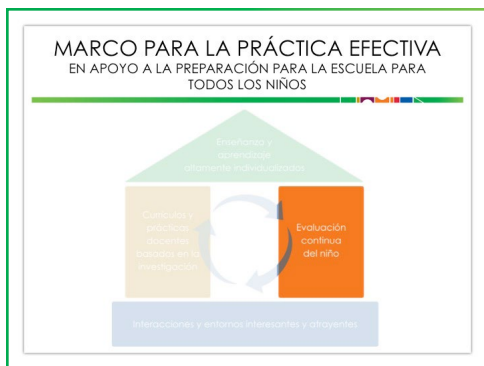 MARCO PARA LA PRÁCTICA EFECTIVA
EN APOYO A LA PREPARACIÓN PARA LA ESCUELA PARA
TODOS LOS NIÑOS
Enseñanza y
aprendizaje
altamente individualizados
Currículos y
prácticas
docentes
basados en la
investigación
Evaluación
continua
del niño
Interacciones y entornos interesantes y atrayentes